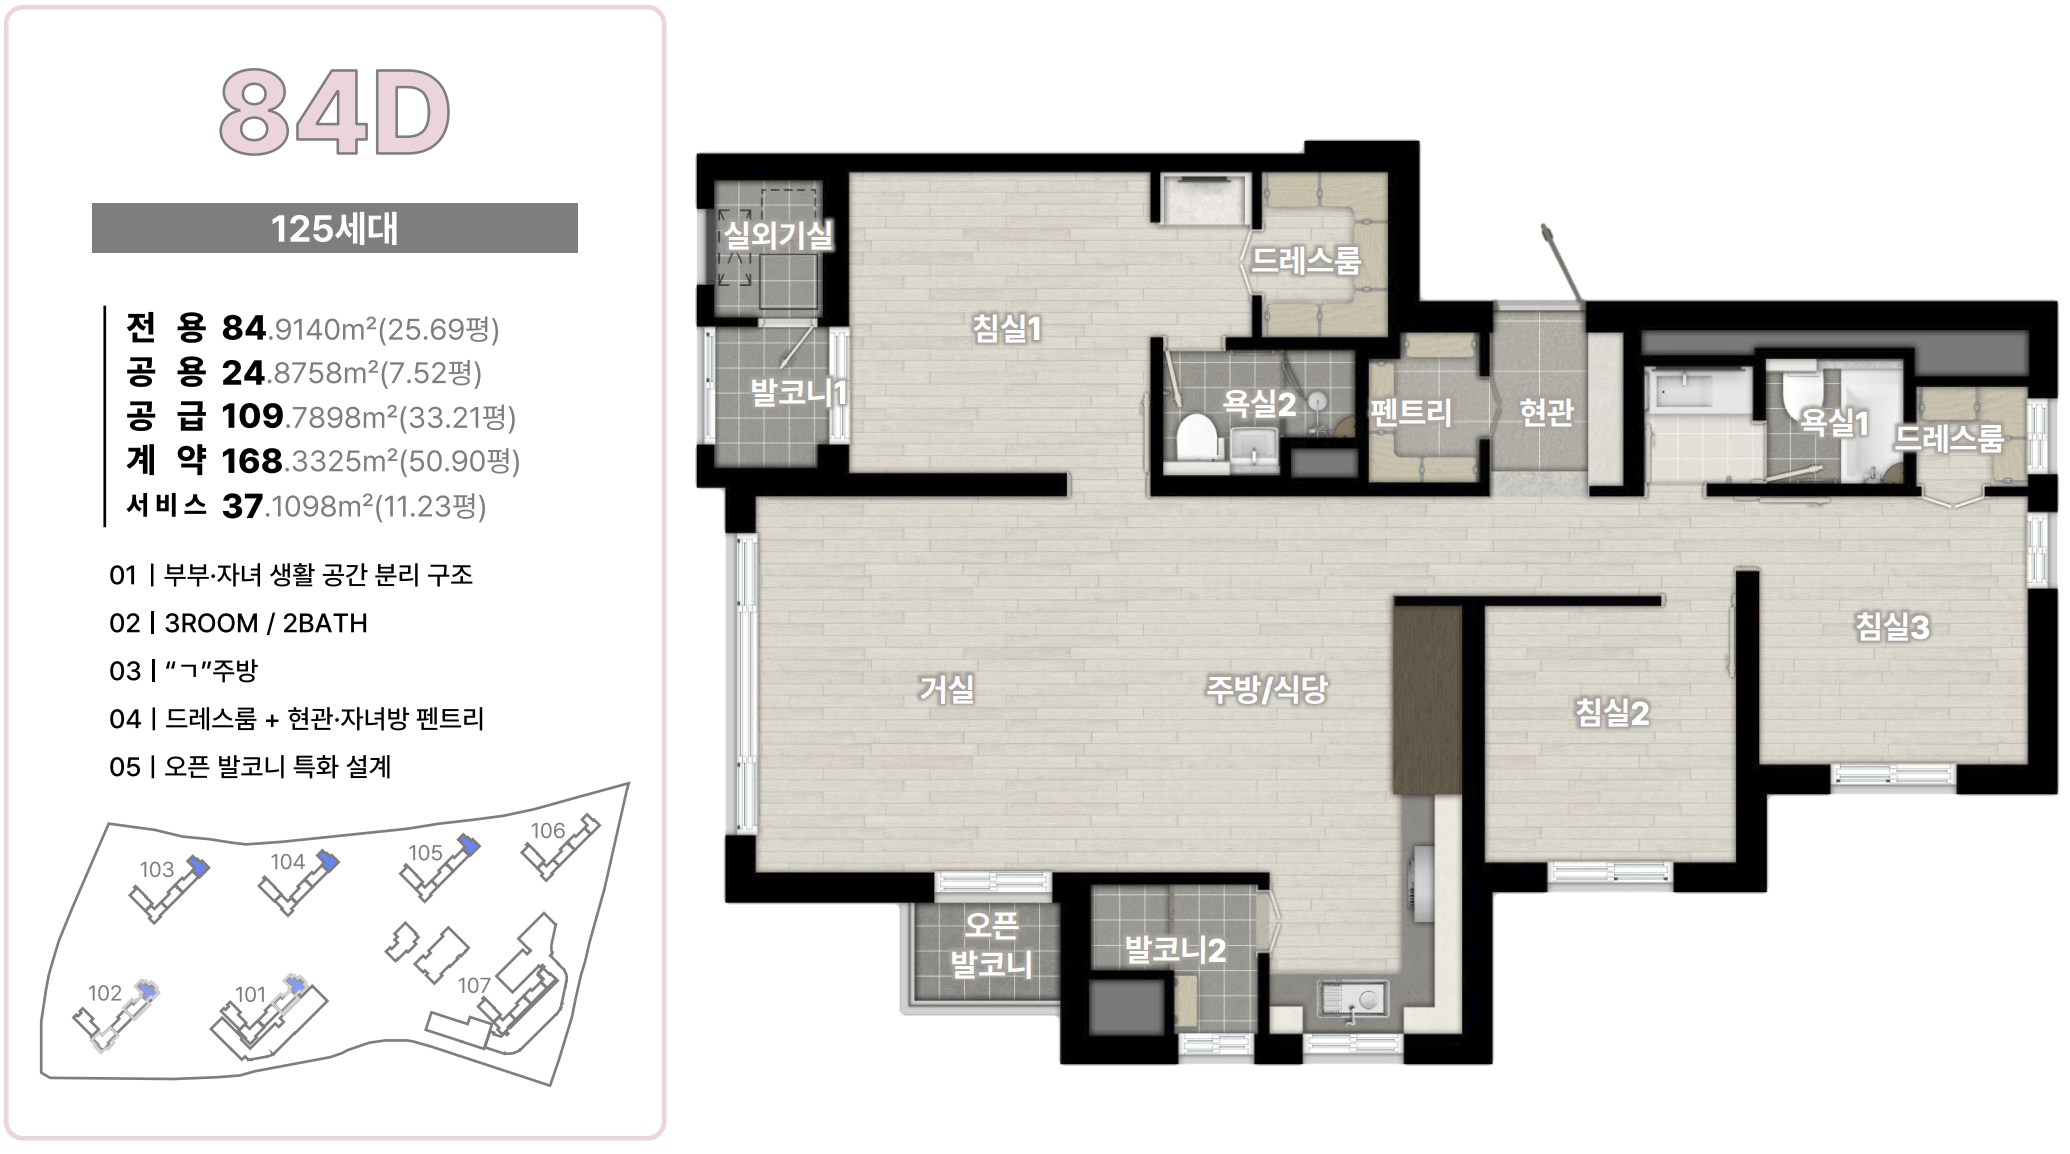 84D
125세대
전 용 84.9140m²(25.69평)
공 용 24.8758m²(7.52평)
공 급 109.7898m²(33.21평)
계 약 168.3325m²(50.90평)
서비스 37.1098m²(11.23평)
01 | 부부·자녀 생활 공간 분리 구조
02 | 3ROOM / 2BATH
03 | “ㄱ”주방
04 | 드레스룸 + 현관·자녀방 펜트리
05 | 오픈 발코니 특화 설계
103
104
105
106
102
101
107
실외기실
드레스룸
침실1
발코니1
욕실2
펜트리
현관
욕실1
드레스룸
침실3
거실
주방/식당
침실2
오픈
발코니
발코니2